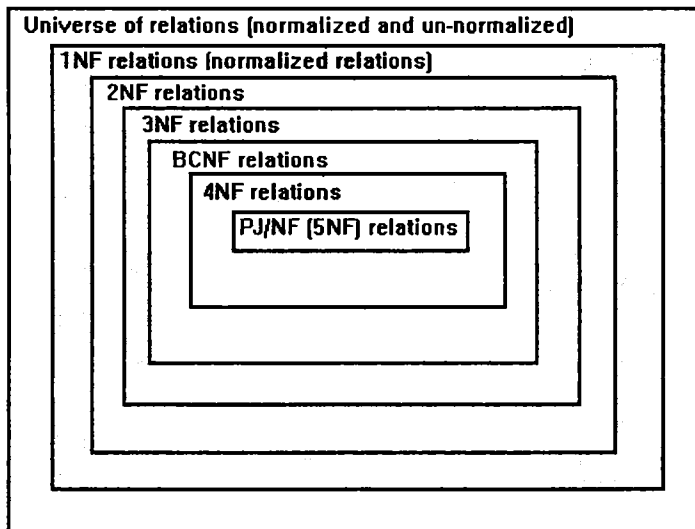 Universe of relations (normalized and un-normalized)
1NF relations (normalized relations)
2NF relations
3NF relations
BCNF relations
4NF relations
PJ/NF (5NF) relations